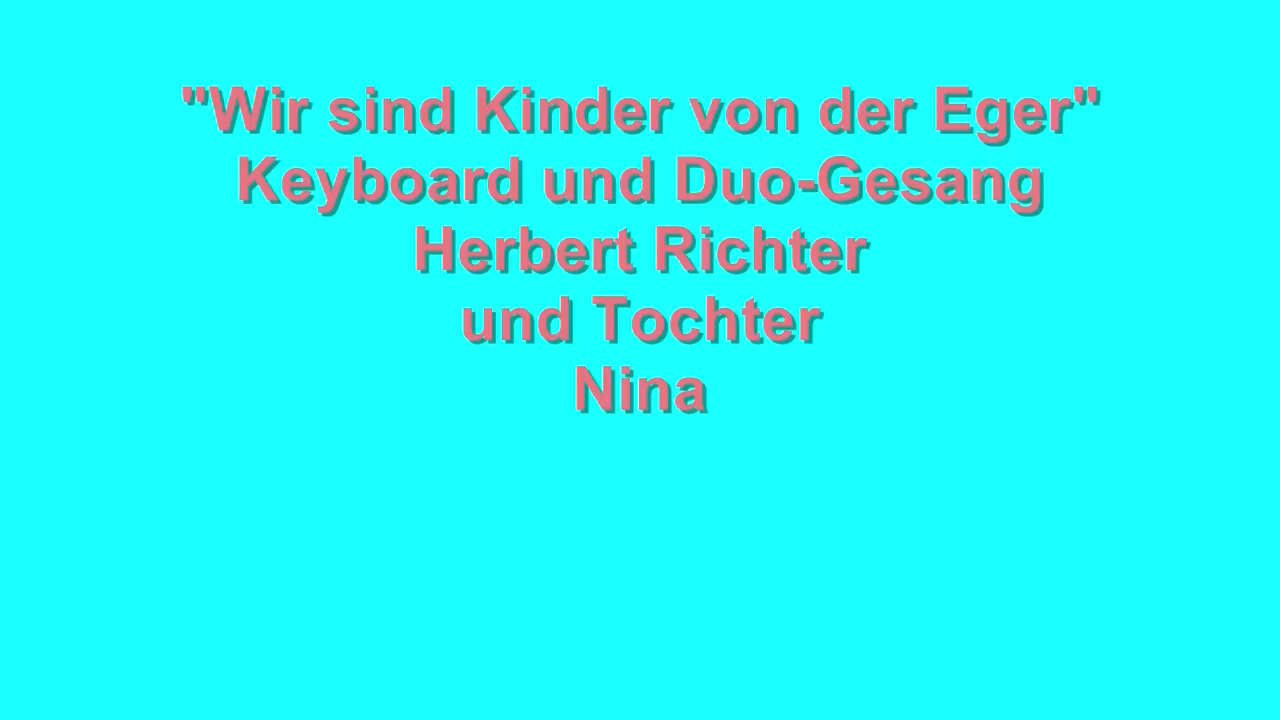 "Wir sind Kinder von der Eger"
Keyboard und Duo-Gesang
Herbert Richter
und Tochter
Nina